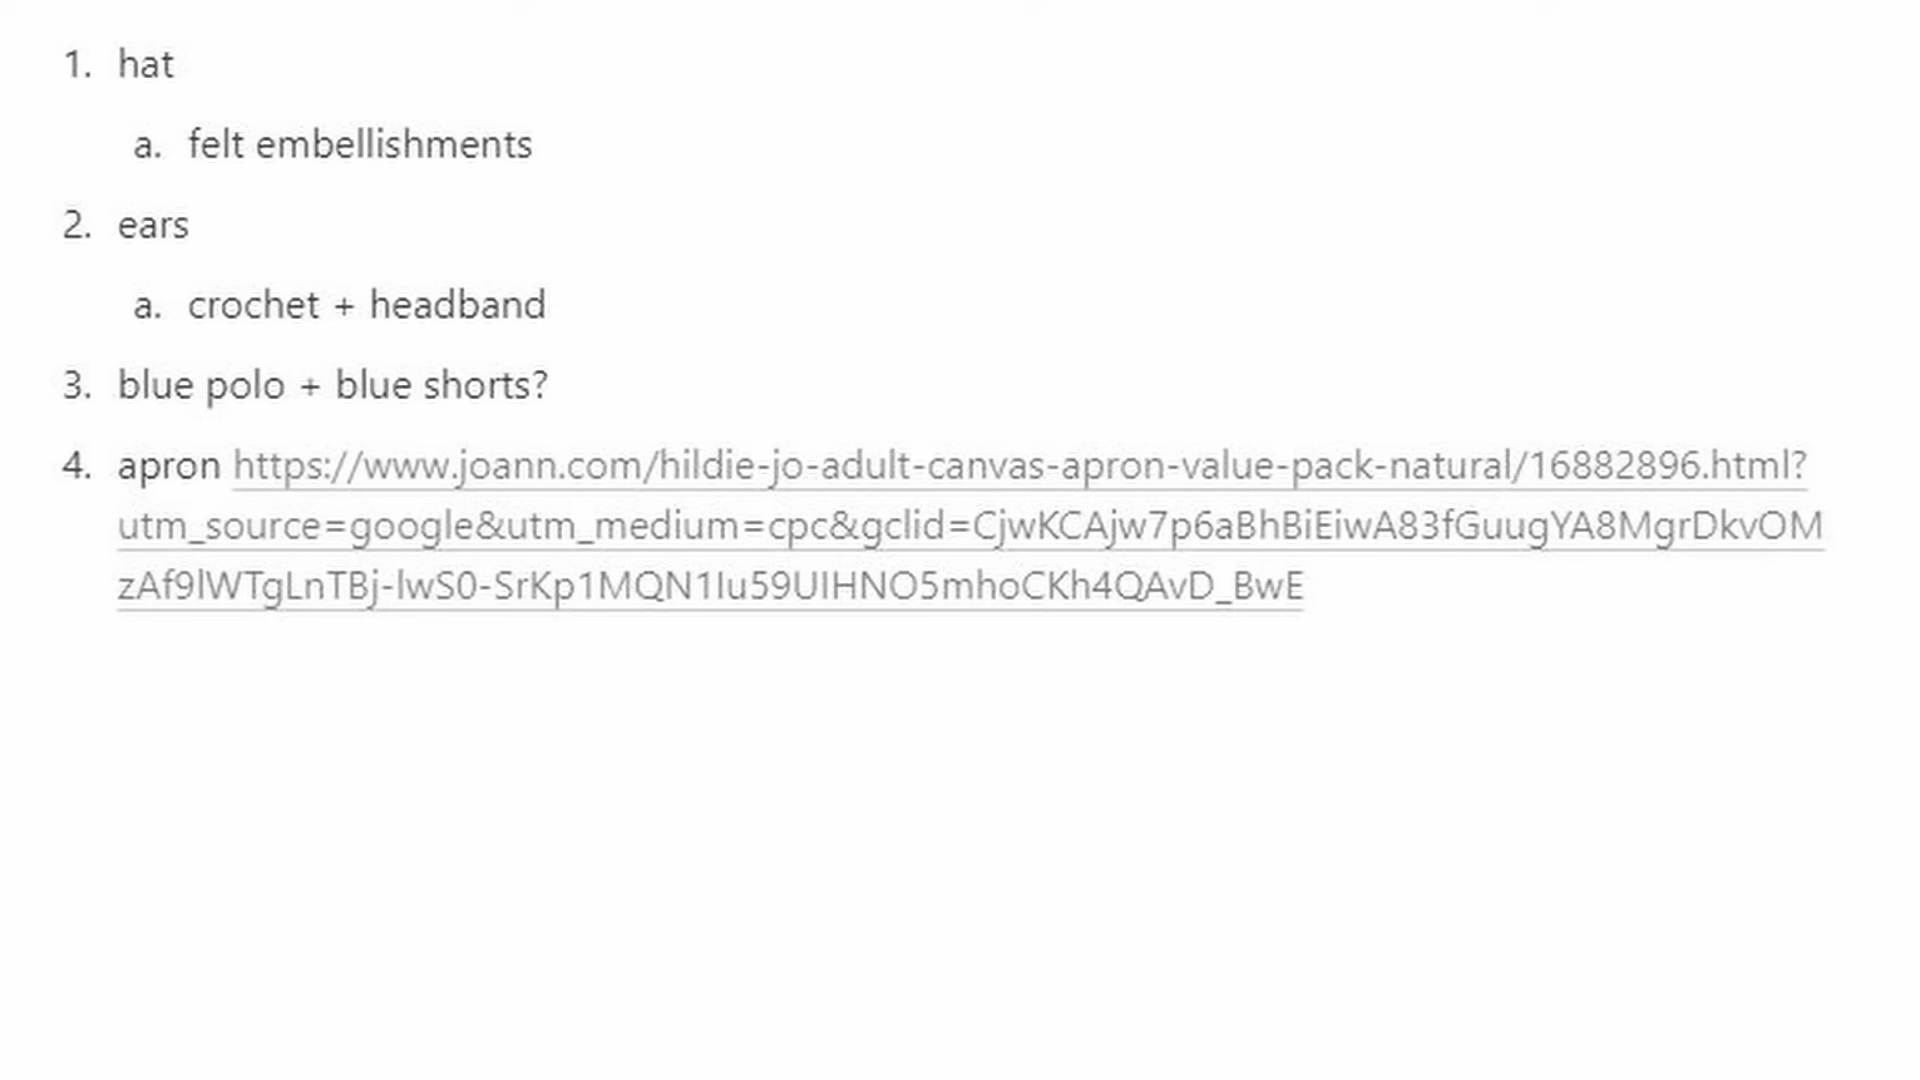 1. hat
a. felt embellishments
2. ears
a. crochet + headband
3. blue polo + blue shorts?
4. apron https://www.joann.com/hildie-jo-adult-canvas-apron-value-pack-natural/16882896.html?
utm_source=google&utm_medium=cpc&gclid=CjwKCAjw7p6aBhBiEiwA83fGuugYA8MgrDkvOM
zAf9lWTgLnTBj-lwS0-SrKp1MQN1Iu59UIHNO5mhoCKh4QAvD_BwE